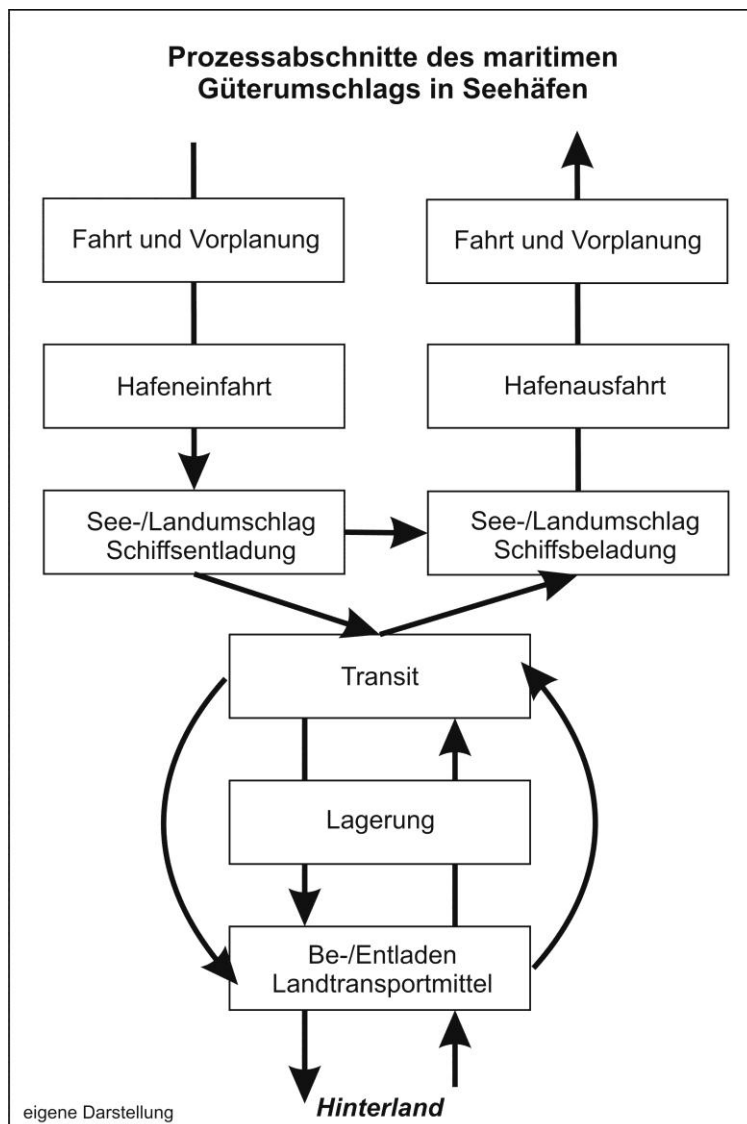 Prozessabschnitte des maritimen
Güterumschlags in Seehäfen
Fahrt und Vorplanung
Fahrt und Vorplanung
Hafeneinfahrt
Hafenausfahrt
See-/Landumschlag
Schiffsentladung
See-/Landumschlag
Schiffsbeladung
Transit
Lagerung
Be-/Entladen
Landtransportmittel
Hinterland
eigene Darstellung